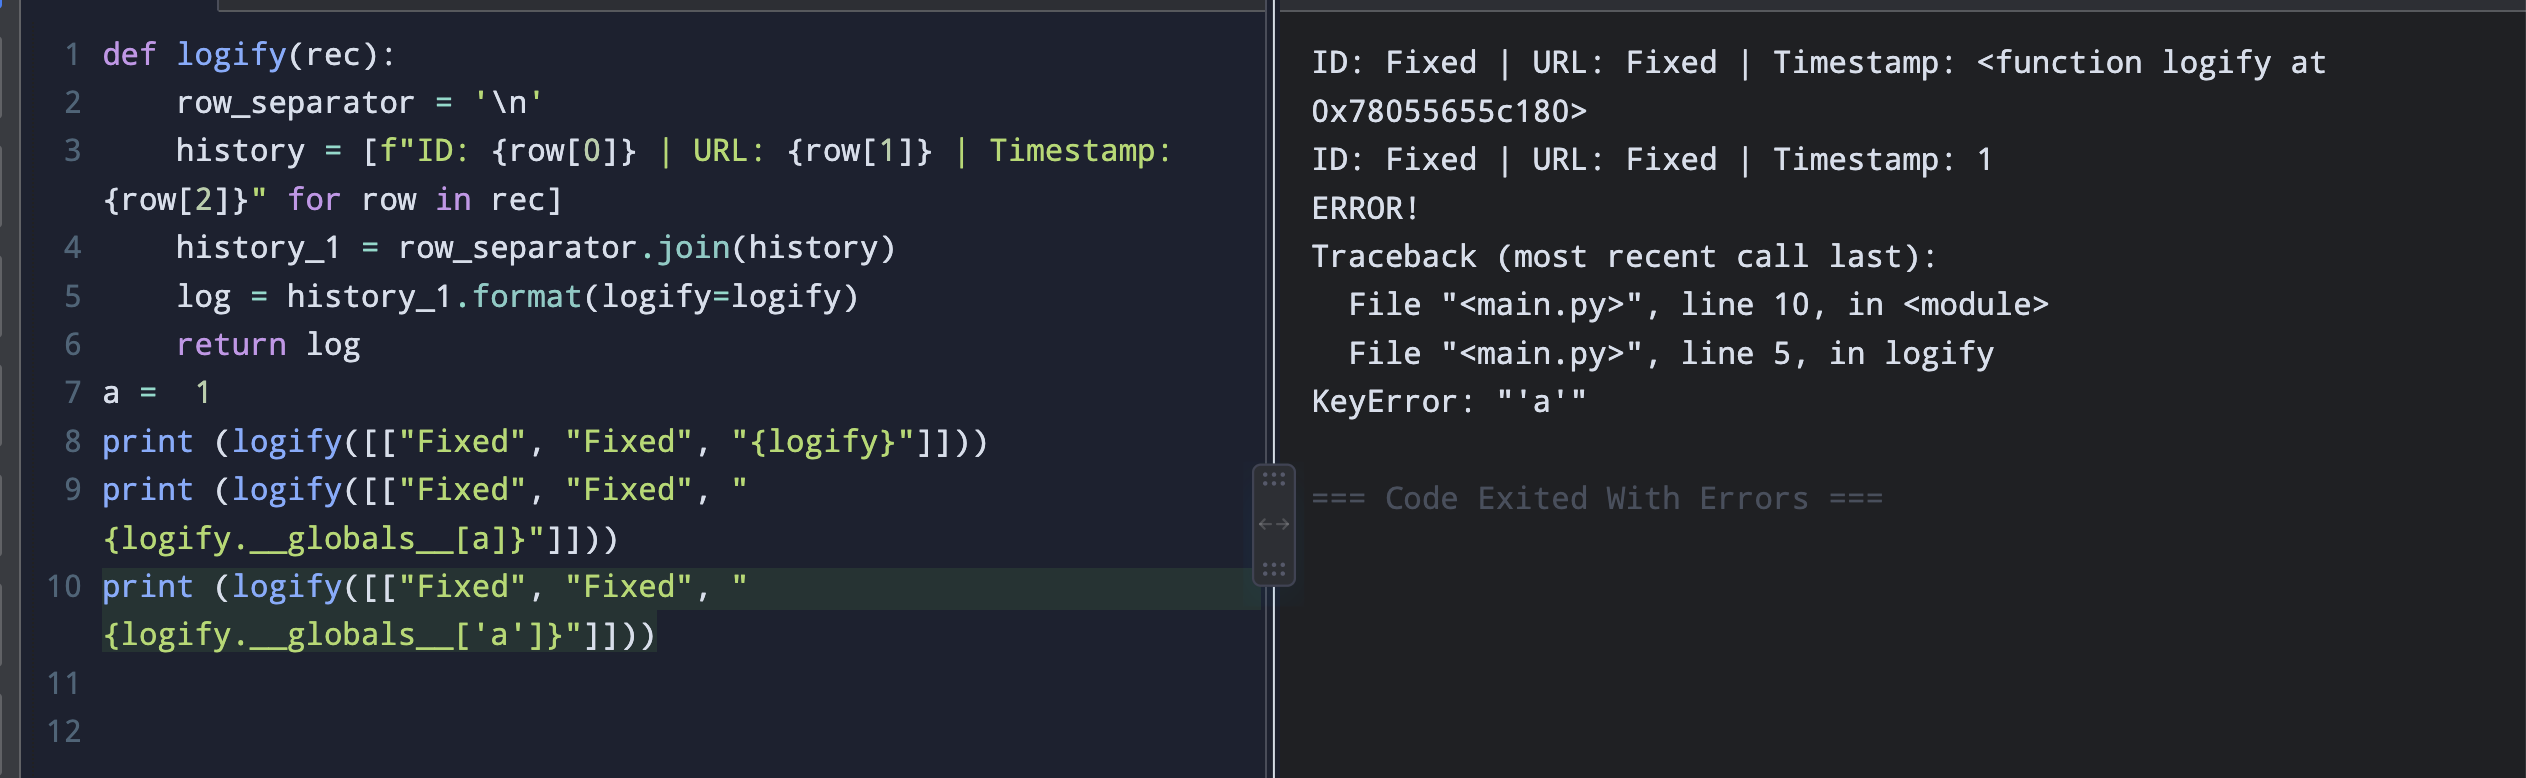 1 def logify(rec):
2     row_separator = '\n'
3     history = [f"ID: {row[0]} | URL: {row[1]} | Timestamp:
{row[2]}" for row in rec]
4     history_1 = row_separator.join(history)
5     log = history_1.format(logify=logify)
6     return log
7 a =  1
8 print (logify([["Fixed", "Fixed", "{logify}"]]))
9 print (logify([["Fixed", "Fixed", "
{logify.__globals__[a]}"]]))
10 print (logify([["Fixed", "Fixed", "
{logify.__globals__['a']}"]]))
11
12
ID: Fixed | URL: Fixed | Timestamp: <function logify at
0x78055655c180>
ID: Fixed | URL: Fixed | Timestamp: 1
ERROR!
Traceback (most recent call last):
  File "<main.py>", line 10, in <module>
  File "<main.py>", line 5, in logify
KeyError: "'a'"
=== Code Exited With Errors ===